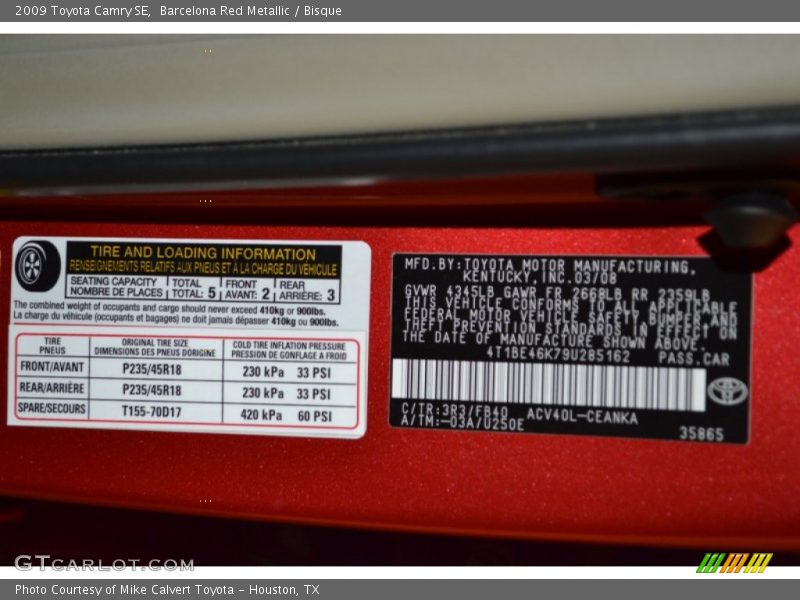 2009 Toyota Camry SE, Barcelona Red Metallic / Bisque
TIRE AND LOADING INFORMATION
RENSEIGNEMENTS RELATIFS AUX PNEUS ET À LA CHARGE DU VÉHICULE
SEATING CAPACITY TOTAL FRONT REAR
NOMBRE DE PLACES TOTAL: 5 AVANT: 2 ARRIÈRE: 3
The combined weight of occupants and cargo should never exceed 410kg or 900lbs.
La charge du véhicule (occupants et bagages) ne doit jamais dépasser 410kg ou 900lbs.
TIRE ORIGINAL TIRE SIZE COLD TIRE INFLATION PRESSURE
PNEUS DIMENSIONS DES PNEUS D'ORIGINE PRESSION DE GONFLAGE A FROID
FRONT/AVANT P235/45R18 230 kPa 33 PSI
REAR/ARRIÈRE P235/45R18 230 kPa 33 PSI
SPARE/SECOURS T155-70D17 420 kPa 60 PSI
MFD.BY:TOYOTA MOTOR MANUFACTURING,
KENTUCKY,INC.03/08
GVWR 4345LB GAWR FR 2668LB RR 2359LB
THIS VEHICLE CONFORMS TO ALL APPLICABLE
FEDERAL MOTOR VEHICLE SAFETY,BUMPER,AND
THEFT PREVENTION STANDARDS IN EFFECT ON
THE DATE OF MANUFACTURE SHOWN ABOVE.
4T1BE46K79U285162 PASS.CAR
C/TR:3R3/FB40 ACV40L-CEANKA
A/TM:-03A/U250E
35865
GTCARLOT.COM
Photo Courtesy of Mike Calvert Toyota - Houston, TX